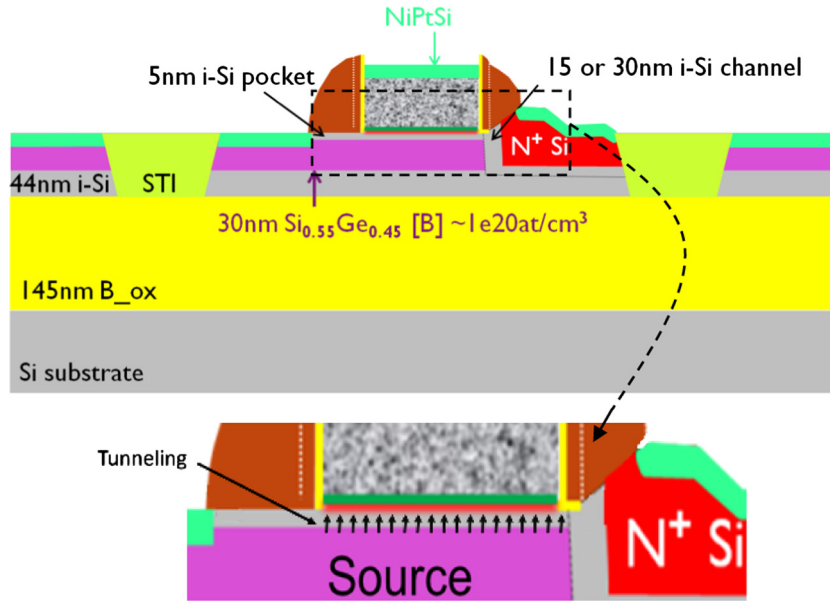 NiPtSi
5nm i-Si pocket
15 or 30nm i-Si channel
N⁺ Si
44nm i-Si
STI
30nm Si₀.₅₅Ge₀.₄₅ [B] ~1e20at/cm³
145nm B_ox
Si substrate
Tunneling
N⁺ Si
Source